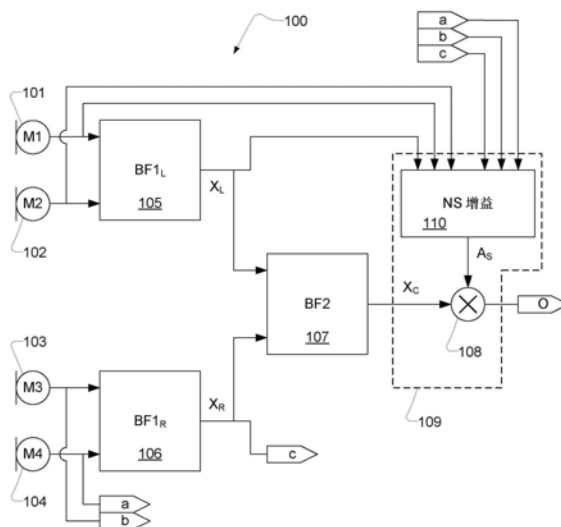 100
a
b
c
101
M1
BF1L
105
XL
M2
102
NS 增益
110
AS
BF2
107
XC
O
108
103
M3
BF1R
106
XR
c
109
M4
104
a
b